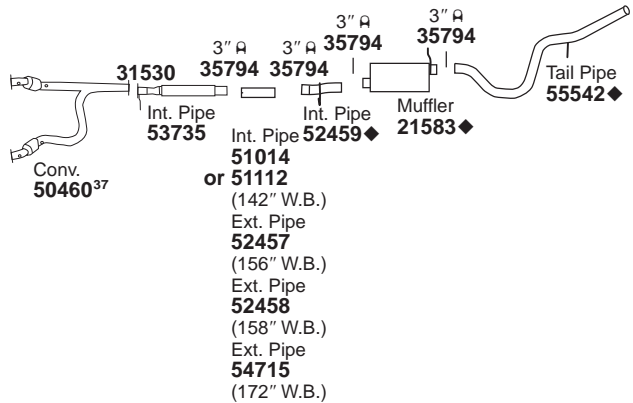 3″ 3″ 3″ 3″
31530 35794 35794 35794 35794
Int. Pipe
53735
Int. Pipe
52459◆
Muffler
21583◆
Tail Pipe
55542◆
Conv.
50460³⁷
Int. Pipe
51014
or 51112
(142″ W.B.)
Ext. Pipe
52457
(156″ W.B.)
Ext. Pipe
52458
(158″ W.B.)
Ext. Pipe
54715
(172″ W.B.)